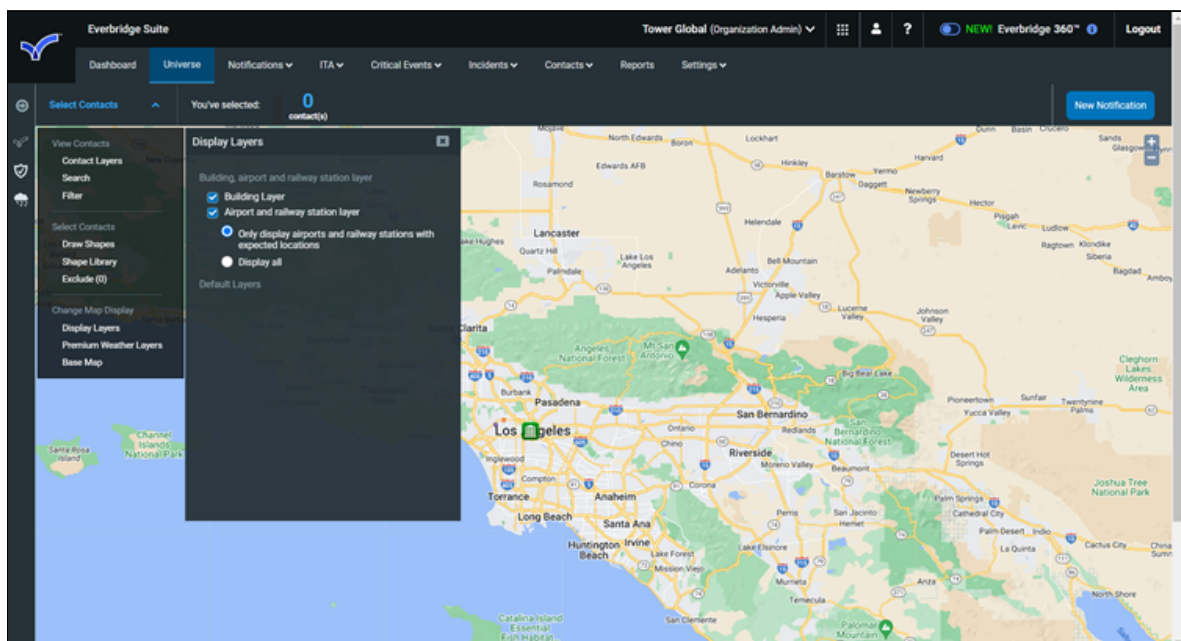 Everbridge Suite
Tower Global (Organization Admin)
?
NEW! Everbridge 360™
Logout
Dashboard
Universe
Notifications
ITA
Critical Events
Incidents
Contacts
Reports
Settings
Select Contacts
You've selected:
0
contact(s)
New Notification
View Contacts
Contact Layers
Search
Filter
Select Contacts
Draw Shapes
Shape Library
Exclude (0)
Change Map Display
Display Layers
Premium Weather Layers
Base Map
Display Layers
Building, airport and railway station layer
Building Layer
Airport and railway station layer
Only display airports and railway stations with
expected locations
Display all
Default Layers
Mojave
North Edwards
Boron
Lockhart
Dunn
Basin
Crucero
Sands
Glasgow
Edwards AFB
Hinkley
Harvard
Barstow
Yermo
Daggett
Rosamond
Newberry
Springs
Hector
Pisgah
Lavic
Ludlow
Helendale
Lancaster
Ragtown
Klondike
Siberia
Quartz Hill
Lake Los
Angeles
Bell Mountain
Bagdad
Amboy
Palmdale
Adelanto
Victorville
Apple Valley
Lucerne
Valley
Johnson
Valley
Hesperia
Clarita
Angeles
National Forest
Mt San
Antonio
Cleghorn
Lakes
Wilderness
Area
Big Bear Lake
Burbank
Pasadena
Pioneertown
Sunfair
Twentynine
Palms
Yucca Valley
San Bernardino
Los Angeles
Ontario
Redlands
San
Bernardino
National Forest
Chino
Riverside
Channel
Islands
National Park
Santa Rosa
Island
Inglewood
Moreno Valley
Beaumont
Desert Hot
Springs
Compton
Corona
Joshua Tree
National Park
Torrance
Anaheim
Palm Springs
Long Beach
Santa Ana
Perris
San Jacinto
Hemet
Cathedral City
Palm Desert
Indio
Huntington
Beach
Irvine
Lake Forest
Lake Elsinore
La Quinta
Cactus City
Mission Viejo
Murrieta
Anza
Temecula
North Shore
Catalina Island
Essential
Fish Habitat
San Clemente
Palomar
Mountain